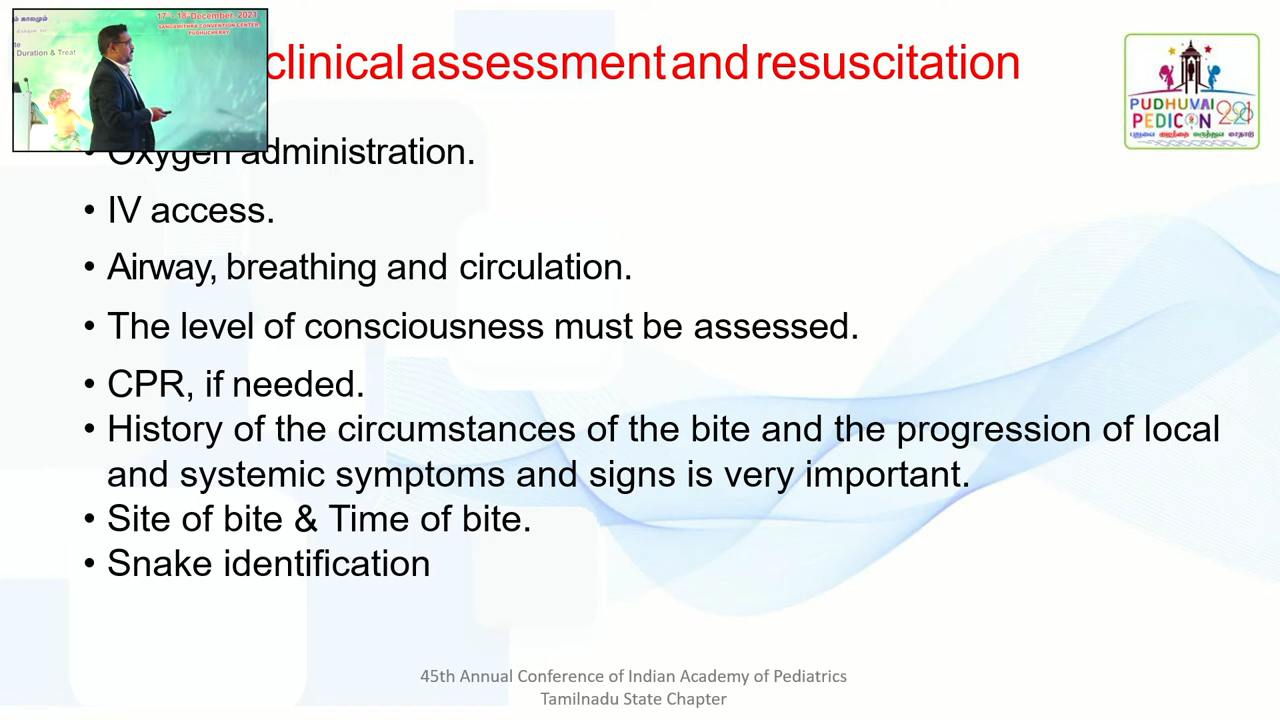 17th - 18th December, 2021
SANGAMITHRA CONVENTION CENTER,
PUDUCHERRY
Duration & Treat
clinical assessment and resuscitation
PUDHUVAI
PEDICON 2021
• Oxygen administration.
• IV access.
• Airway, breathing and circulation.
• The level of consciousness must be assessed.
• CPR, if needed.
• History of the circumstances of the bite and the progression of local
and systemic symptoms and signs is very important.
• Site of bite & Time of bite.
• Snake identification
45th Annual Conference of Indian Academy of Pediatrics
Tamilnadu State Chapter